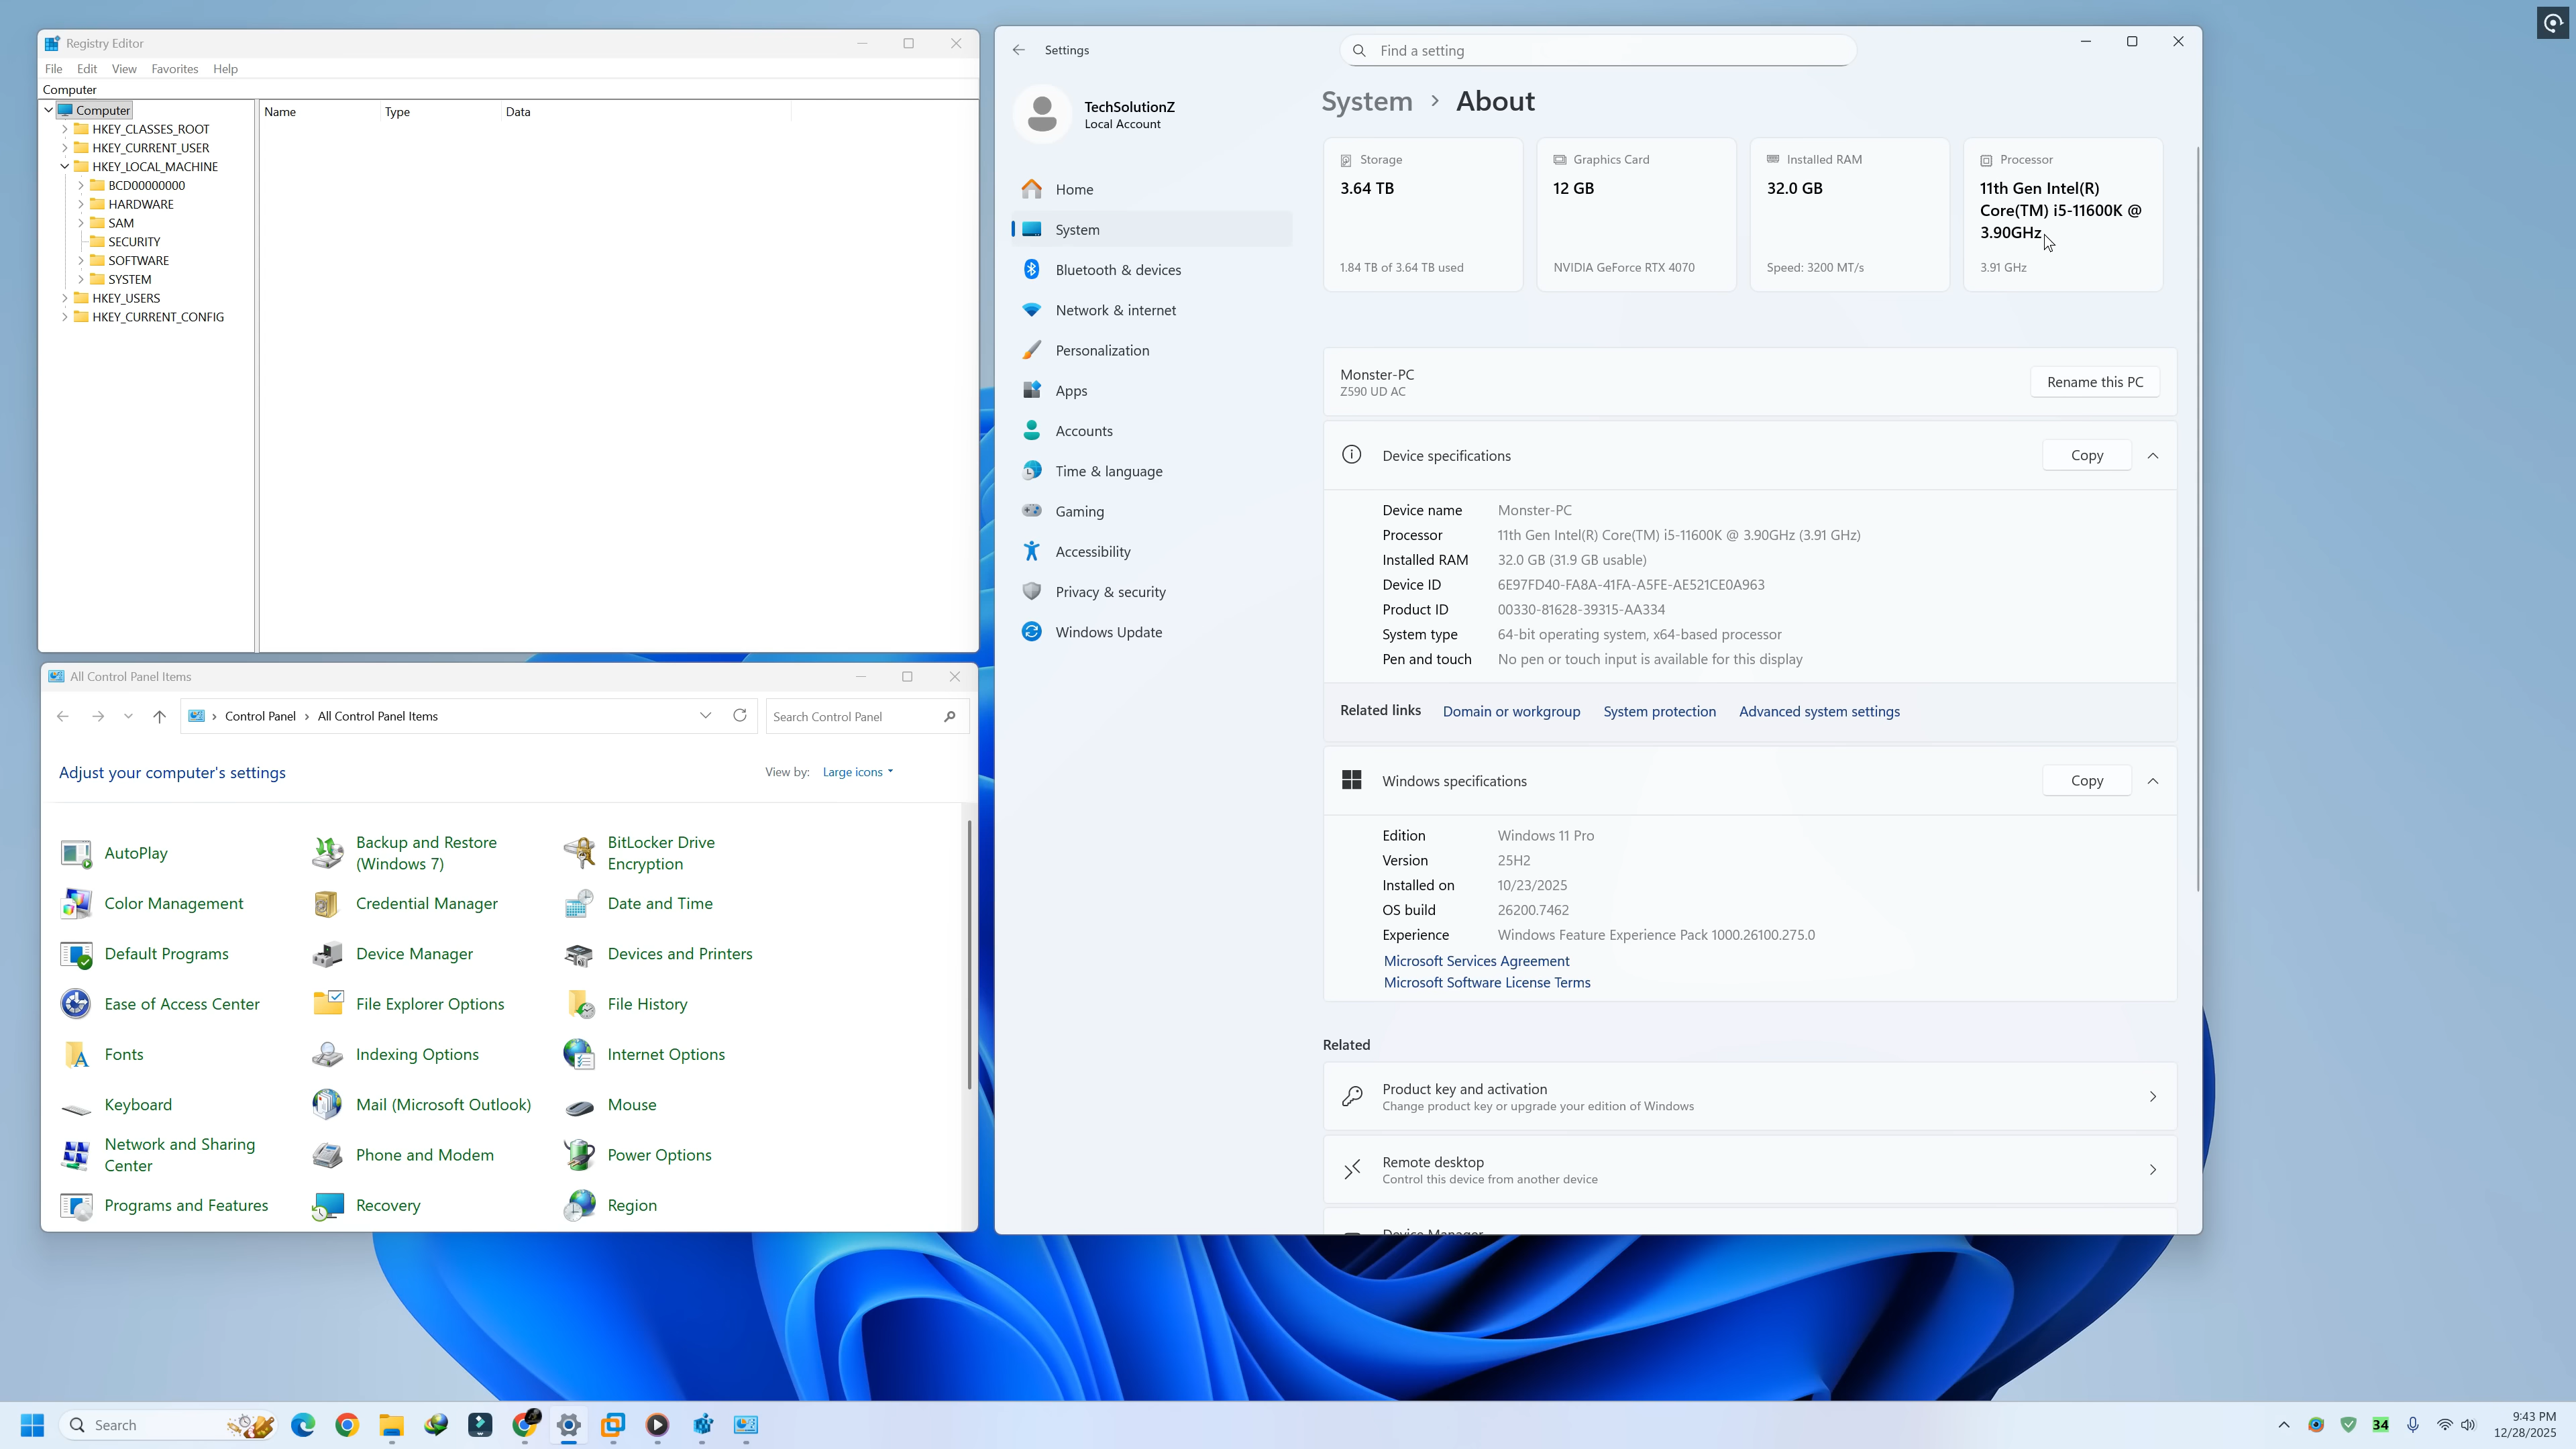 Registry Editor
File Edit View Favorites Help
Computer
Computer
HKEY_CLASSES_ROOT
HKEY_CURRENT_USER
HKEY_LOCAL_MACHINE
BCD00000000
HARDWARE
SAM
SECURITY
SOFTWARE
SYSTEM
HKEY_USERS
HKEY_CURRENT_CONFIG
Name Type Data
All Control Panel Items
Control Panel > All Control Panel Items
Search Control Panel
Adjust your computer's settings
View by: Large icons
AutoPlay
Backup and Restore
(Windows 7)
BitLocker Drive
Encryption
Color Management
Credential Manager
Date and Time
Default Programs
Device Manager
Devices and Printers
Ease of Access Center
File Explorer Options
File History
Fonts
Indexing Options
Internet Options
Keyboard
Mail (Microsoft Outlook)
Mouse
Network and Sharing
Center
Phone and Modem
Power Options
Programs and Features
Recovery
Region
Settings
Find a setting
TechSolutionZ
Local Account
Home
System
Bluetooth & devices
Network & internet
Personalization
Apps
Accounts
Time & language
Gaming
Accessibility
Privacy & security
Windows Update
System > About
Storage
3.64 TB
1.84 TB of 3.64 TB used
Graphics Card
12 GB
NVIDIA GeForce RTX 4070
Installed RAM
32.0 GB
Speed: 3200 MT/s
Processor
11th Gen Intel(R)
Core(TM) i5-11600K @
3.90GHz
3.91 GHz
Monster-PC
Z590 UD AC
Rename this PC
Device specifications
Copy
Device name Monster-PC
Processor 11th Gen Intel(R) Core(TM) i5-11600K @ 3.90GHz (3.91 GHz)
Installed RAM 32.0 GB (31.9 GB usable)
Device ID 6E97FD40-FA8A-41FA-A5FE-AE521CE0A963
Product ID 00330-81628-39315-AA334
System type 64-bit operating system, x64-based processor
Pen and touch No pen or touch input is available for this display
Related links Domain or workgroup System protection Advanced system settings
Windows specifications
Copy
Edition Windows 11 Pro
Version 25H2
Installed on 10/23/2025
OS build 26200.7462
Experience Windows Feature Experience Pack 1000.26100.275.0
Microsoft Services Agreement
Microsoft Software License Terms
Related
Product key and activation
Change product key or upgrade your edition of Windows
Remote desktop
Control this device from another device
Device Manager
Search
34
9:43 PM
12/28/2025